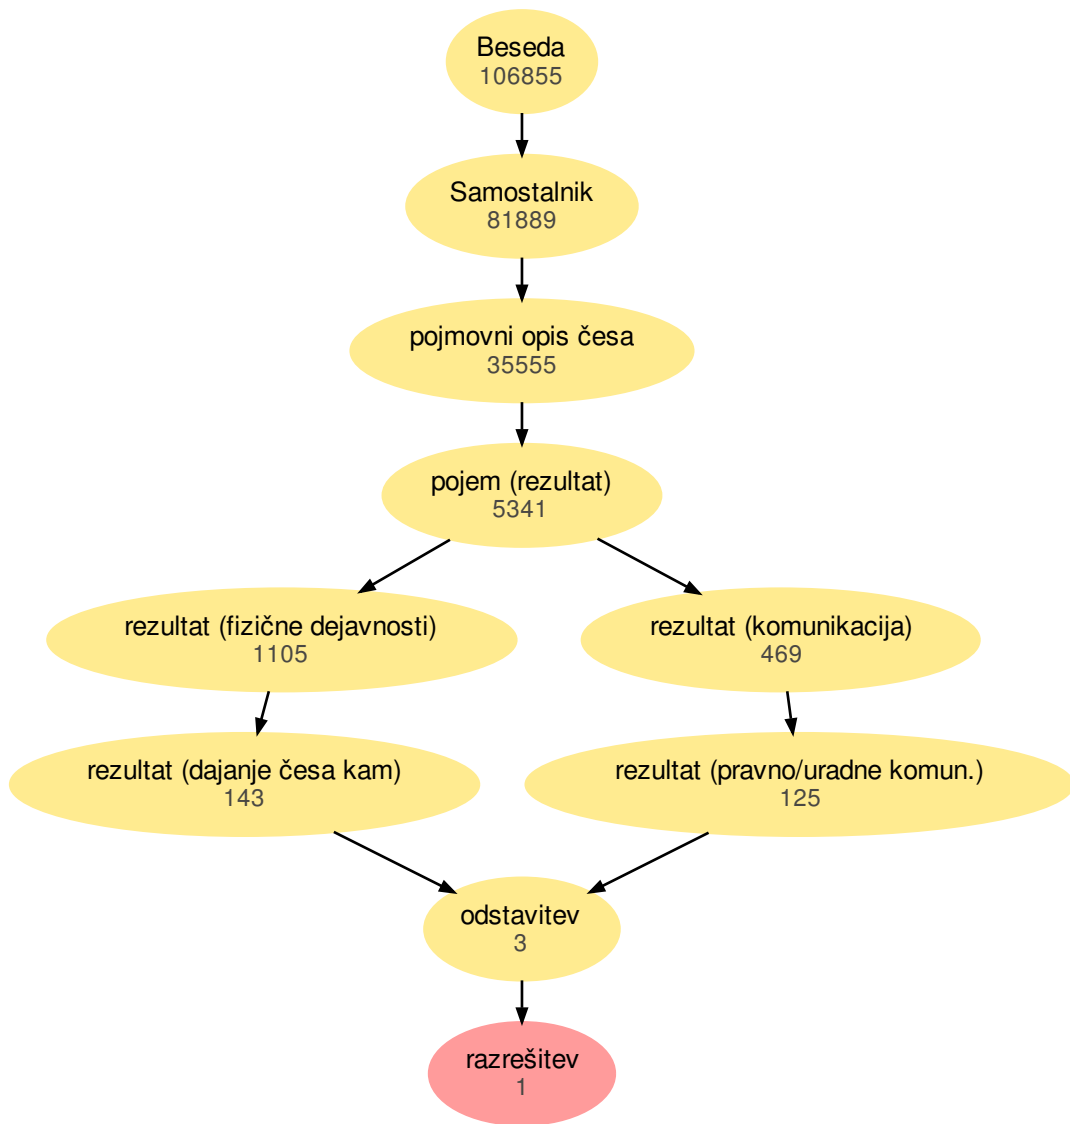 Beseda
106855
Samostalnik
81889
pojmovni opis česa
35555
pojem (rezultat)
5341
rezultat (fizične dejavnosti)
1105
rezultat (komunikacija)
469
rezultat (dajanje česa kam)
143
rezultat (pravno/uradne komun.)
125
odstavitev
3
razrešitev
1